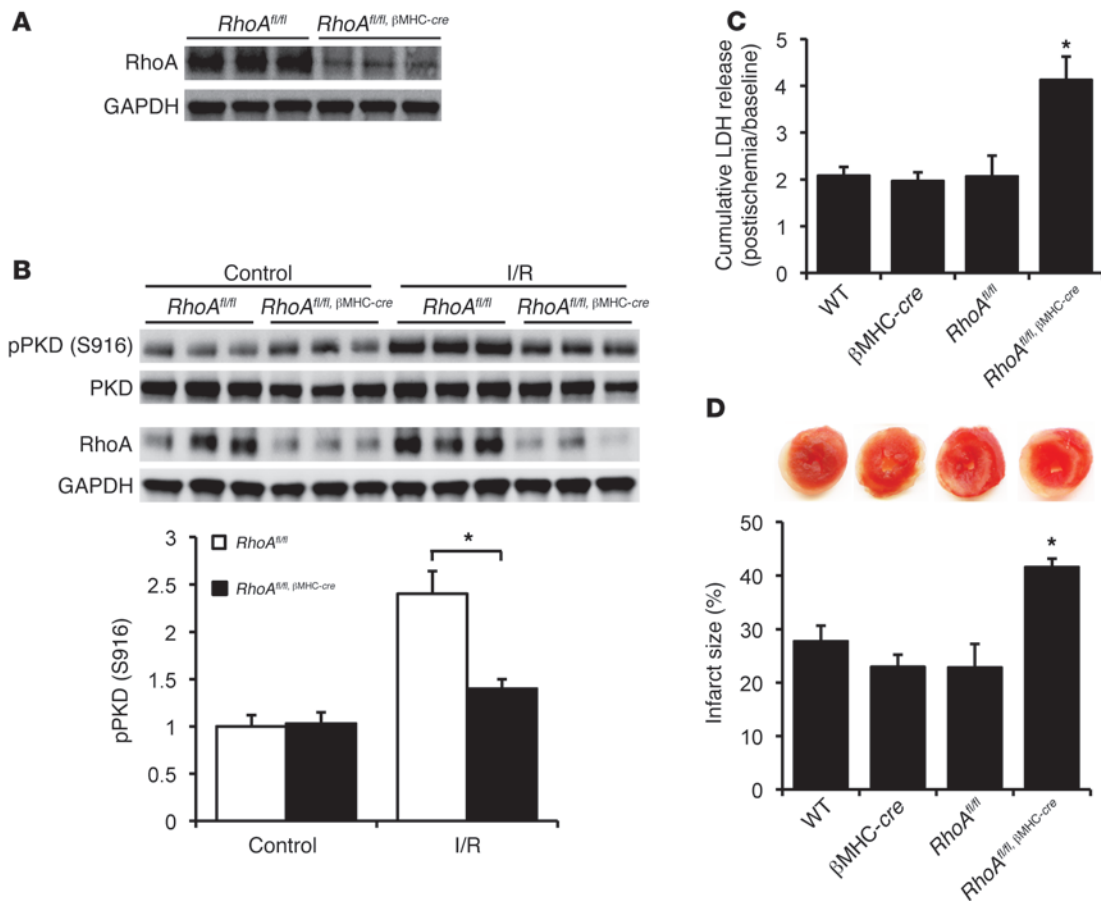 A
RhoA^fl/fl RhoA^fl/fl, βMHC-cre
RhoA
GAPDH
B
Control I/R
RhoA^fl/fl RhoA^fl/fl, βMHC-cre RhoA^fl/fl RhoA^fl/fl, βMHC-cre
pPKD (S916)
PKD
RhoA
GAPDH
pPKD (S916)
3
2.5
2
1.5
1
0.5
0
RhoA^fl/fl
RhoA^fl/fl, βMHC-cre
*
Control I/R
C
Cumulative LDH release
(postischemia/baseline)
5
4
3
2
1
0
*
WT
βMHC-cre
RhoA^fl/fl
RhoA^fl/fl, βMHC-cre
D
Infarct size (%)
50
40
30
20
10
0
*
WT
βMHC-cre
RhoA^fl/fl
RhoA^fl/fl, βMHC-cre